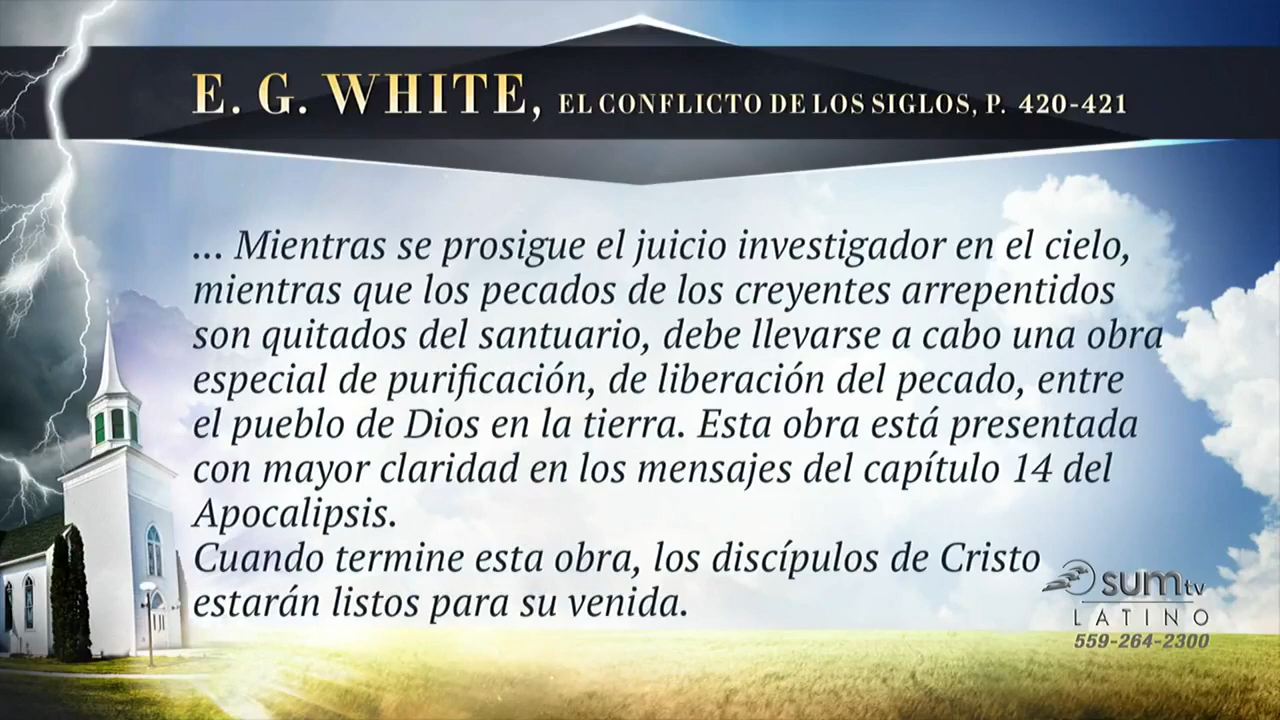 E. G. WHITE, EL CONFLICTO DE LOS SIGLOS, P. 420-421
... Mientras se prosigue el juicio investigador en el cielo,
mientras que los pecados de los creyentes arrepentidos
son quitados del santuario, debe llevarse a cabo una obra
especial de purificación, de liberación del pecado, entre
el pueblo de Dios en la tierra. Esta obra está presentada
con mayor claridad en los mensajes del capítulo 14 del
Apocalipsis.
Cuando termine esta obra, los discípulos de Cristo
estarán listos para su venida.
sumtv
LATINO
559-264-2300